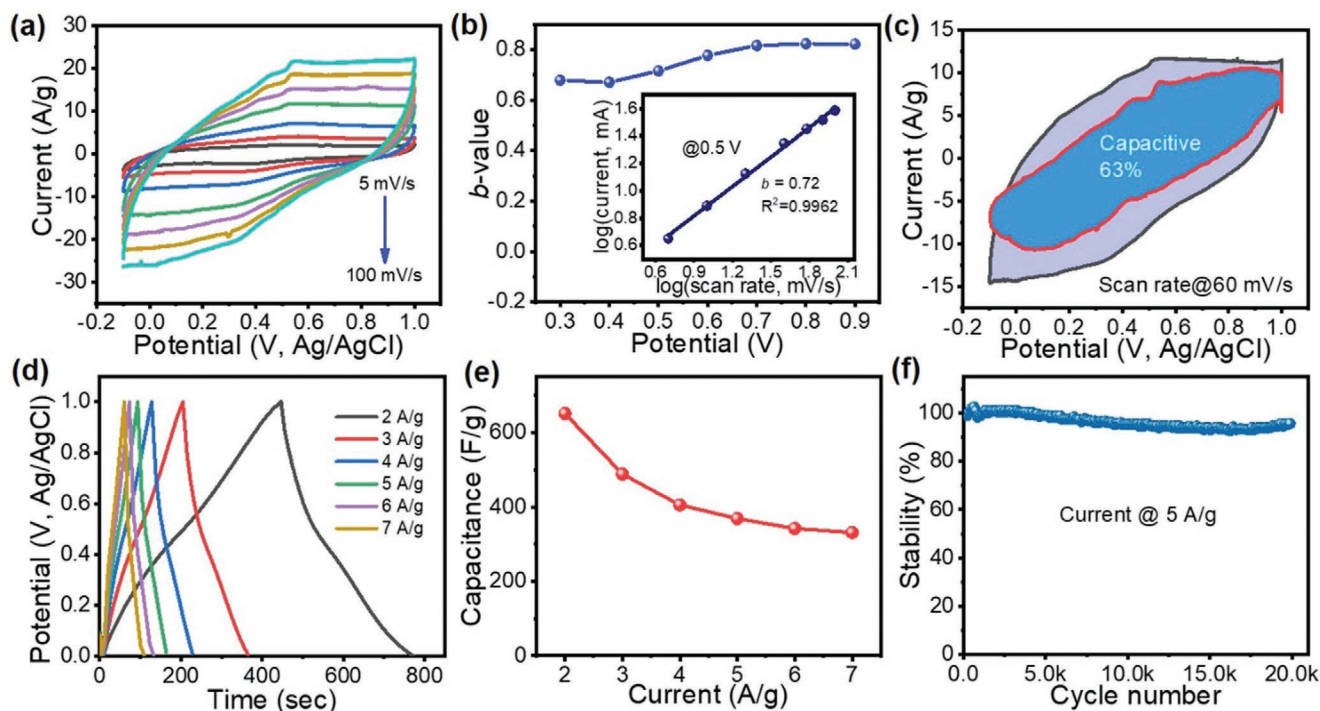 (a)
Current (A/g)
30
20
10
0
-10
-20
-30
5 mV/s
100 mV/s
-0.2 0.0 0.2 0.4 0.6 0.8 1.0
Potential (V, Ag/AgCl)
(b)
b-value
0.8
0.6
0.4
0.2
0.0
-0.2
log(current, mA)
1.6
1.4
1.2
1.0
0.8
0.6
@0.5 V
b = 0.72
R²=0.9962
0.6 0.9 1.2 1.5 1.8 2.1
log(scan rate, mV/s)
0.3 0.4 0.5 0.6 0.7 0.8 0.9
Potential (V)
(c)
Current (A/g)
15
10
5
0
-5
-10
-15
Capacitive
63%
Scan rate@60 mV/s
-0.2 0.0 0.2 0.4 0.6 0.8 1.0
Potential (V, Ag/AgCl)
(d)
Potential (V, Ag/AgCl)
1.0
0.8
0.6
0.4
0.2
0.0
2 A/g
3 A/g
4 A/g
5 A/g
6 A/g
7 A/g
0 200 400 600 800
Time (sec)
(e)
Capacitance (F/g)
600
400
200
0
2 3 4 5 6 7
Current (A/g)
(f)
Stability (%)
100
80
60
40
20
0
Current @ 5 A/g
0.0 5.0k 10.0k 15.0k 20.0k
Cycle number